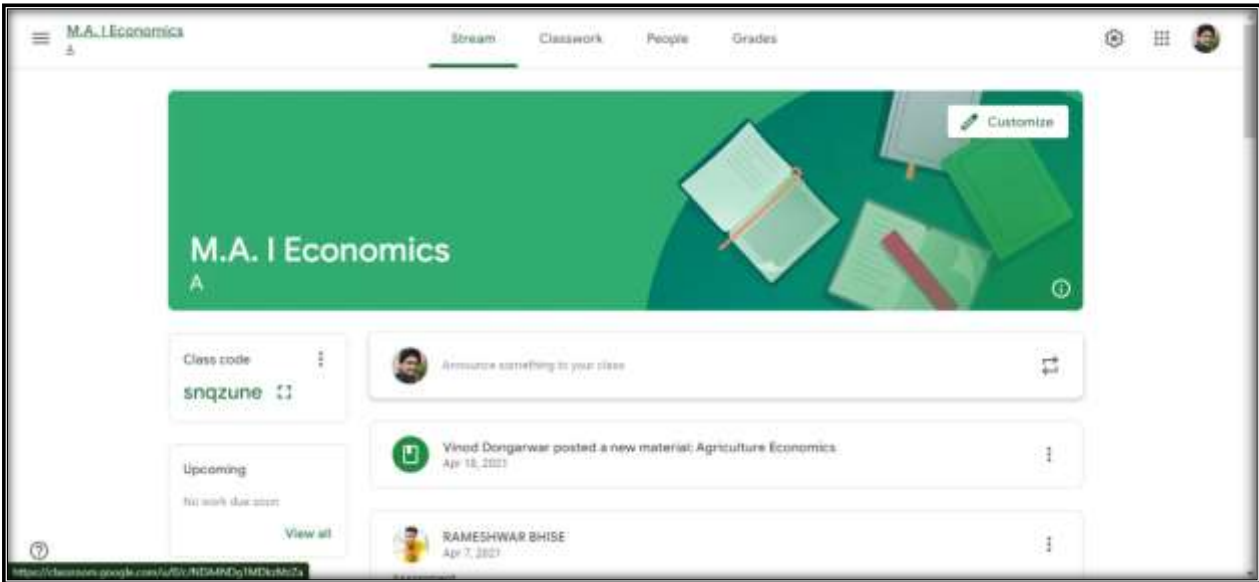 M.A. I Economics
A
Stream Classwork People Grades
Customize
M.A. I Economics
A
Class code
snqzune
Announce something to your class
Upcoming
No work due soon
View all
Vinod Dongarwar posted a new material: Agriculture Economics
Apr 18, 2021
RAMESHWAR BHISE
Apr 7, 2021